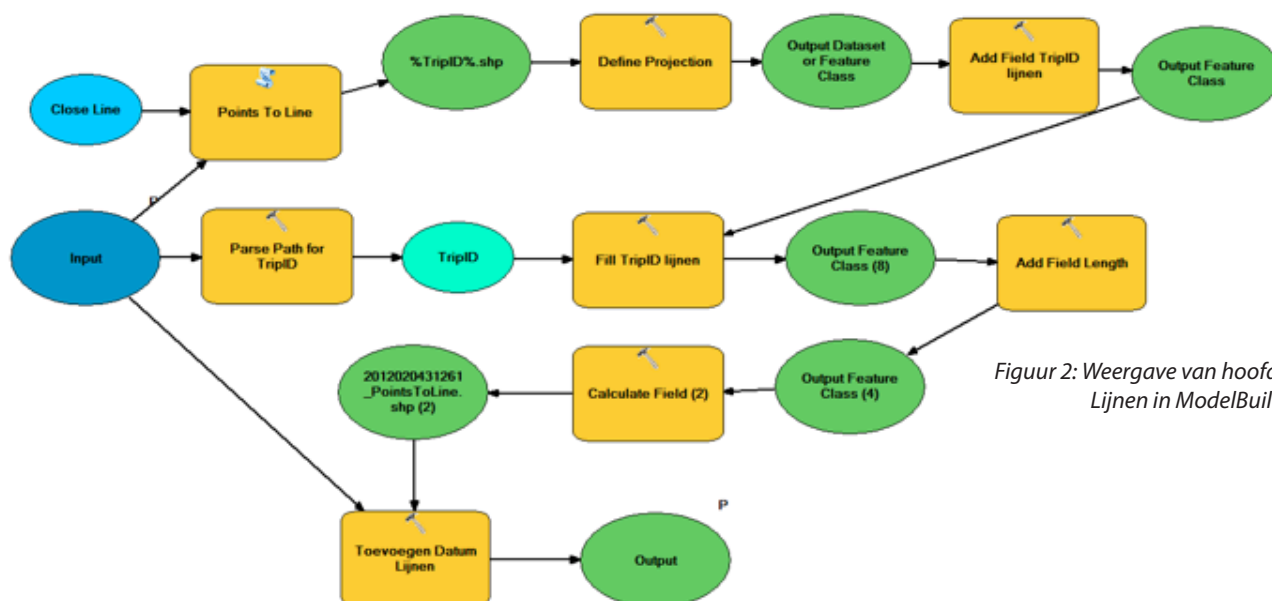 %TripID%.shp
Define Projection
Output Dataset
or Feature
Class
Add Field TripID
lijnen
Output Feature
Class
Close Line
Points To Line
P
Input
Parse Path for
TripID
TripID
Fill TripID lijnen
Output Feature
Class (8)
Add Field Length
2012020431261
_PointsToLine.
shp (2)
Calculate Field (2)
Output Feature
Class (4)
Figuur 2: Weergave van hoofd
Lijnen in ModelBuil
P
Toevoegen Datum
Lijnen
Output